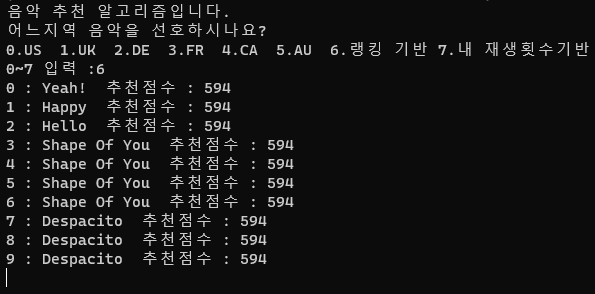 음악 추천 알고리즘입니다.
어느지역 음악을 선호하시나요?
0.US  1.UK  2.DE  3.FR  4.CA  5.AU  6.랭킹 기반 7.내 재생횟수기반
0~7 입력 :6
0 : Yeah!  추천점수 : 594
1 : Happy  추천점수 : 594
2 : Hello  추천점수 : 594
3 : Shape Of You  추천점수 : 594
4 : Shape Of You  추천점수 : 594
5 : Shape Of You  추천점수 : 594
6 : Shape Of You  추천점수 : 594
7 : Despacito  추천점수 : 594
8 : Despacito  추천점수 : 594
9 : Despacito  추천점수 : 594